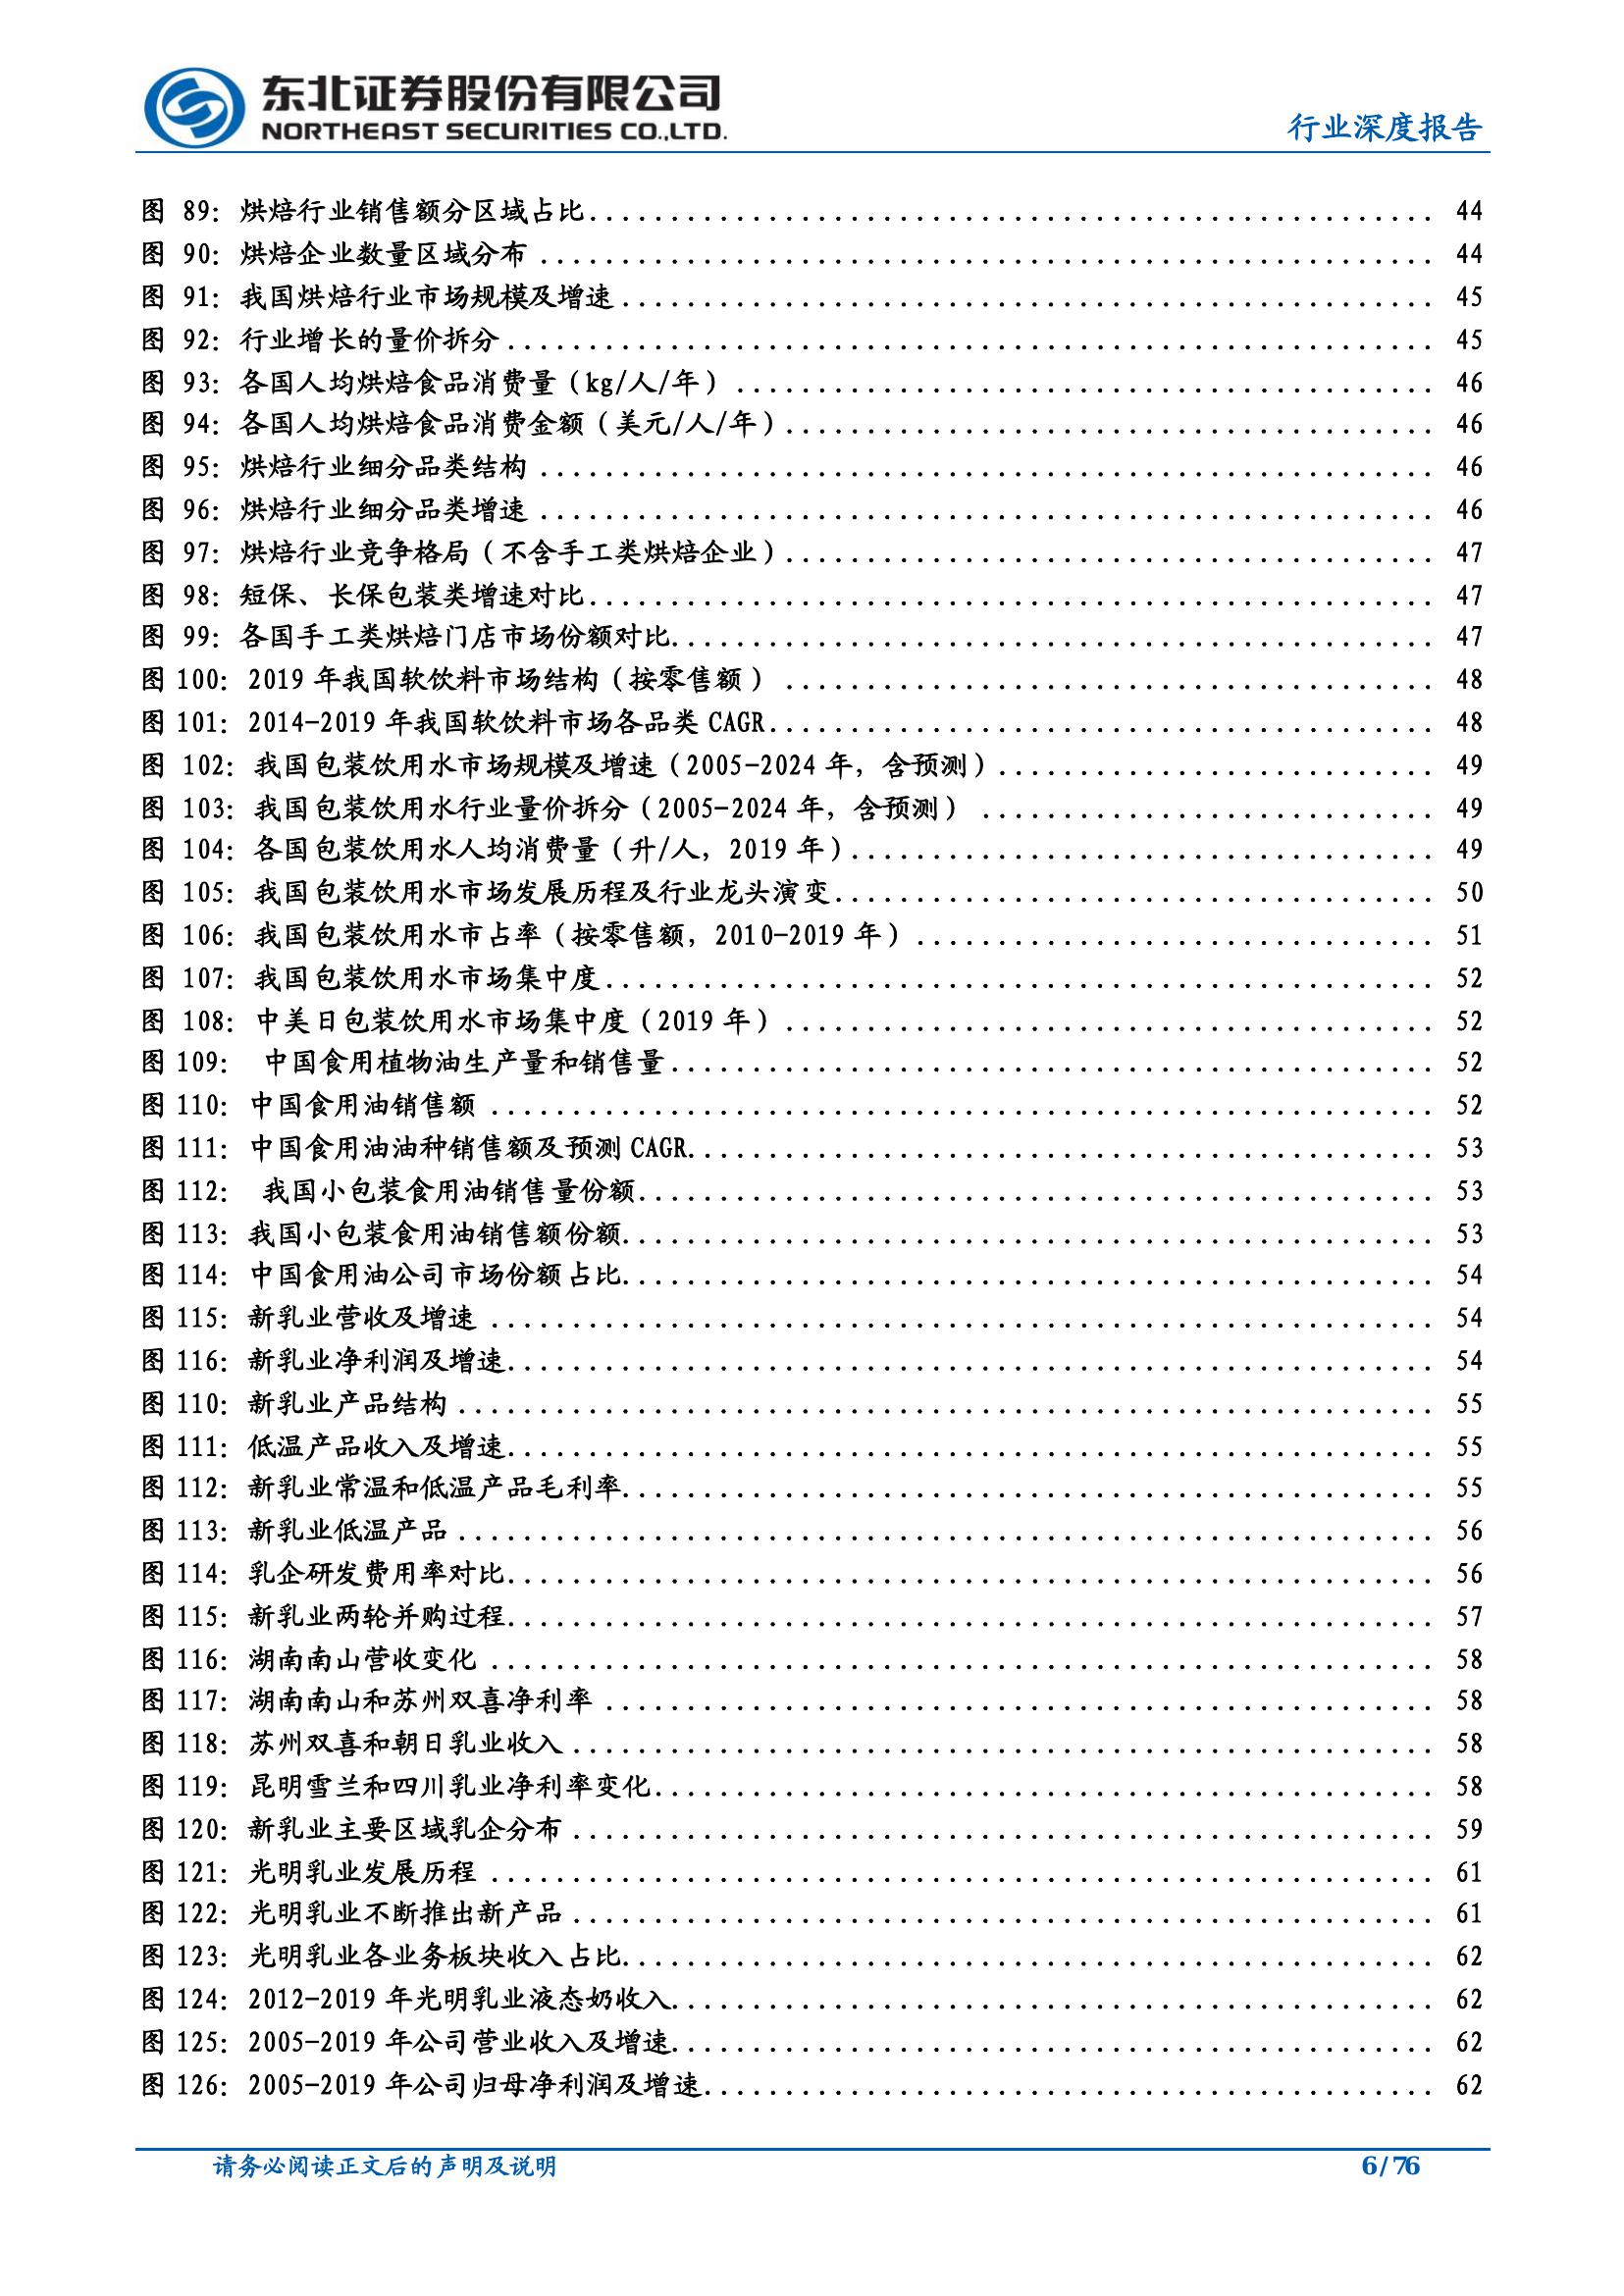 东北证券股份有限公司
NORTHEAST SECURITIES CO.,LTD.
行业深度报告
图 89：烘焙行业销售额分区域占比.................................................... 44
图 90：烘焙企业数量区域分布 ....................................................... 44
图 91：我国烘焙行业市场规模及增速 .................................................. 45
图 92：行业增长的量价拆分......................................................... 45
图 93：各国人均烘焙食品消费量（kg/人/年） ........................................... 46
图 94：各国人均烘焙食品消费金额（美元/人/年）........................................ 46
图 95：烘焙行业细分品类结构 ....................................................... 46
图 96：烘焙行业细分品类增速 ....................................................... 46
图 97：烘焙行业竞争格局（不含手工类烘焙企业）........................................ 47
图 98：短保、长保包装类增速对比.................................................... 47
图 99：各国手工类烘焙门店市场份额对比............................................... 47
图 100：2019 年我国软饮料市场结构（按零售额） ........................................ 48
图 101：2014-2019 年我国软饮料市场各品类 CAGR......................................... 48
图 102：我国包装饮用水市场规模及增速（2005-2024 年，含预测）........................... 49
图 103：我国包装饮用水行业量价拆分（2005-2024 年，含预测） ............................ 49
图 104：各国包装饮用水人均消费量（升/人，2019 年）.................................... 49
图 105：我国包装饮用水市场发展历程及行业龙头演变..................................... 50
图 106：我国包装饮用水市占率（按零售额，2010-2019 年）................................ 51
图 107：我国包装饮用水市场集中度................................................... 52
图 108：中美日包装饮用水市场集中度（2019 年）........................................ 52
图 109： 中国食用植物油生产量和销售量............................................... 52
图 110：中国食用油销售额 .......................................................... 52
图 111：中国食用油油种销售额及预测 CAGR.............................................. 53
图 112： 我国小包装食用油销售量份额................................................. 53
图 113：我国小包装食用油销售额份额.................................................. 53
图 114：中国食用油公司市场份额占比.................................................. 54
图 115：新乳业营收及增速 .......................................................... 54
图 116：新乳业净利润及增速......................................................... 54
图 110：新乳业产品结构 ............................................................ 55
图 111：低温产品收入及增速......................................................... 55
图 112：新乳业常温和低温产品毛利率.................................................. 55
图 113：新乳业低温产品 ............................................................ 56
图 114：乳企研发费用率对比......................................................... 56
图 115：新乳业两轮并购过程......................................................... 57
图 116：湖南南山营收变化 .......................................................... 58
图 117：湖南南山和苏州双喜净利率 ................................................... 58
图 118：苏州双喜和朝日乳业收入 ..................................................... 58
图 119：昆明雪兰和四川乳业净利率变化................................................ 58
图 120：新乳业主要区域乳企分布 ..................................................... 59
图 121：光明乳业发展历程 .......................................................... 61
图 122：光明乳业不断推出新产品 ..................................................... 61
图 123：光明乳业各业务板块收入占比.................................................. 62
图 124：2012-2019 年光明乳业液态奶收入............................................... 62
图 125：2005-2019 年公司营业收入及增速............................................... 62
图 126：2005-2019 年公司归母净利润及增速............................................. 62
请务必阅读正文后的声明及说明
6 / 76